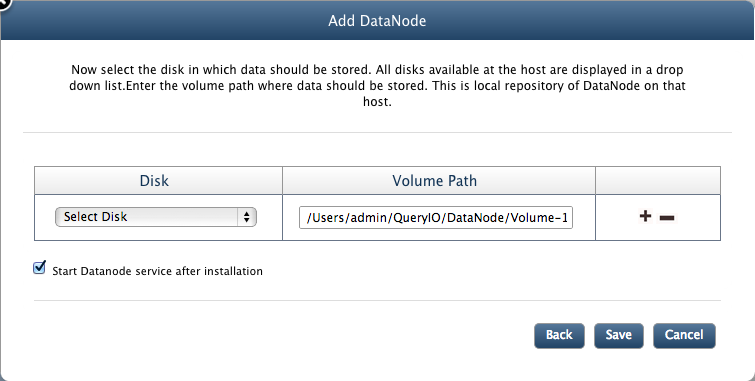 Add DataNode
Now select the disk in which data should be stored. All disks available at the host are displayed in a drop
down list.Enter the volume path where data should be stored. This is local repository of DataNode on that
host.
Disk Volume Path
Select Disk /Users/admin/QueryIO/DataNode/Volume-1 + −
Start Datanode service after installation
Back Save Cancel